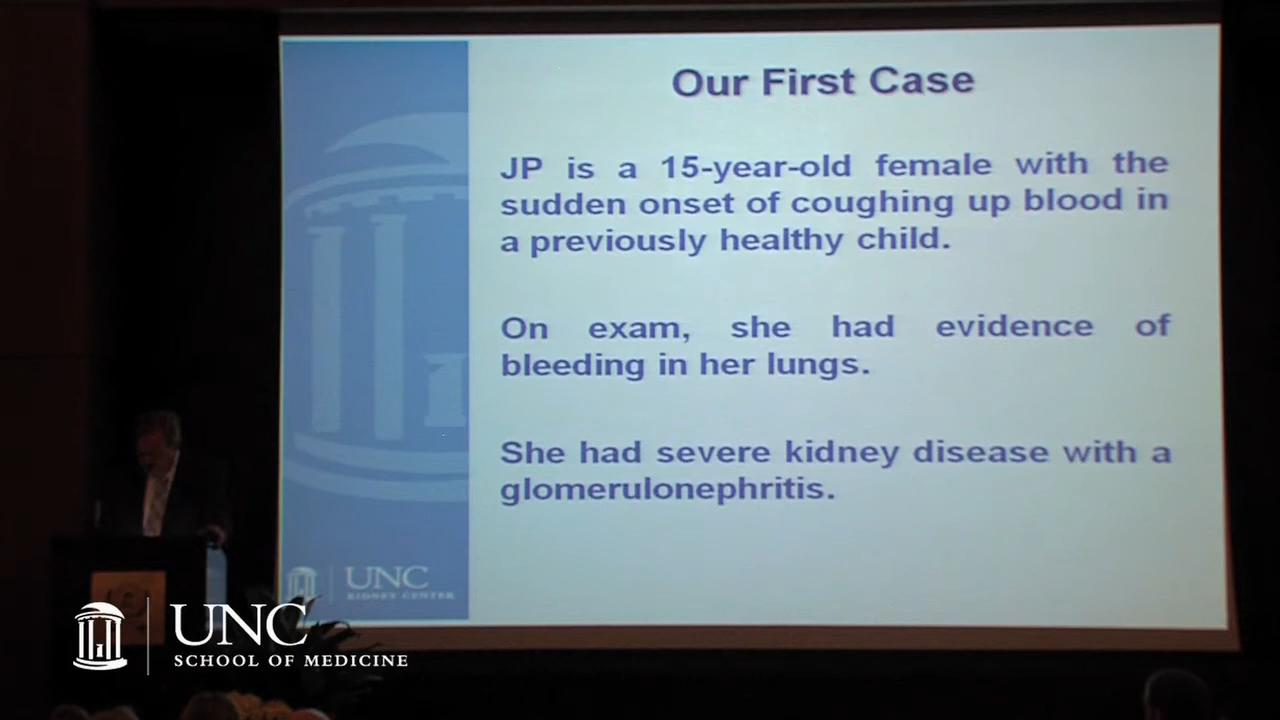 Our First Case
JP is a 15-year-old female with the
sudden onset of coughing up blood in
a previously healthy child.
On exam, she had evidence of
bleeding in her lungs.
She had severe kidney disease with a
glomerulonephritis.
UNC
KIDNEY CENTER
UNC
SCHOOL OF MEDICINE